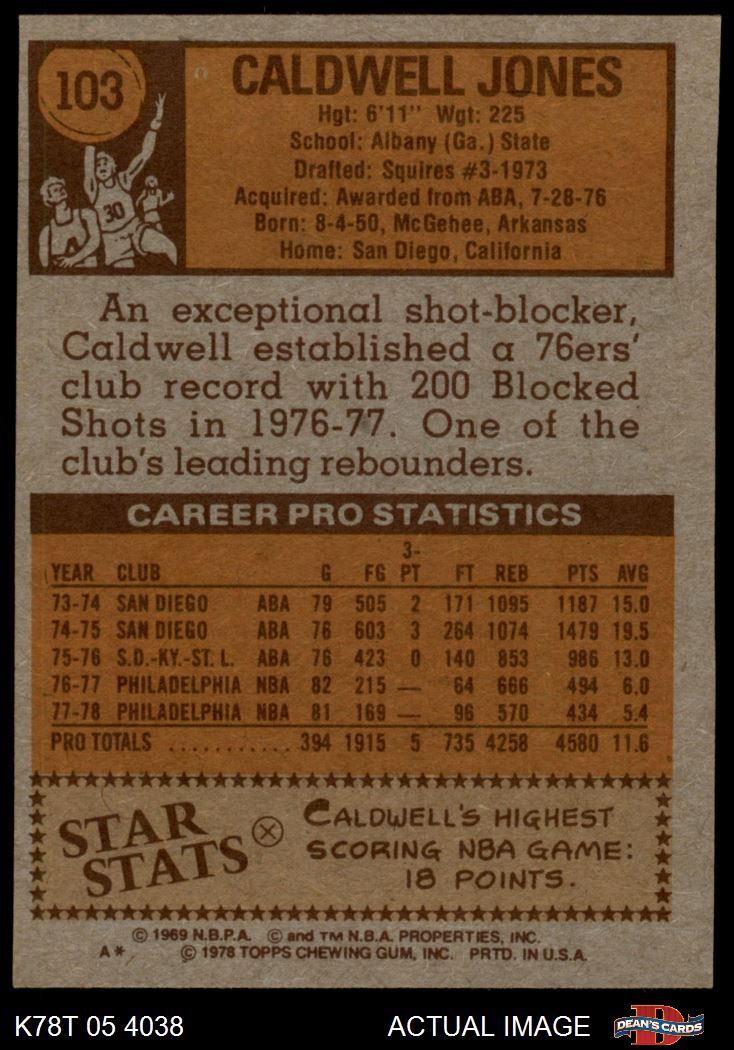 103
30
CALDWELL JONES
Hgt: 6'11" Wgt: 225
School: Albany (Ga.) State
Drafted: Squires #3-1973
Acquired: Awarded from ABA, 7-28-76
Born: 8-4-50, McGehee, Arkansas
Home: San Diego, California
An exceptional shot-blocker,
Caldwell established a 76ers'
club record with 200 Blocked
Shots in 1976-77. One of the
club's leading rebounders.
CAREER PRO STATISTICS
YEAR CLUB G FG 3-PT FT REB PTS AVG
73-74 SAN DIEGO ABA 79 505 2 171 1095 1187 15.0
74-75 SAN DIEGO ABA 76 603 3 264 1074 1479 19.5
75-76 S.D.-KY.-ST. L. ABA 76 423 0 140 853 986 13.0
76-77 PHILADELPHIA NBA 82 215 — 64 666 494 6.0
77-78 PHILADELPHIA NBA 81 169 — 96 570 434 5.4
PRO TOTALS ........... 394 1915 5 735 4258 4580 11.6
STAR
STATS
CALDWELL'S HIGHEST
SCORING NBA GAME:
18 POINTS.
© 1969 N.B.P.A. © and TM N.B.A. PROPERTIES, INC.
A* © 1978 TOPPS CHEWING GUM, INC. PRTD. IN U.S.A.
K78T 05 4038 ACTUAL IMAGE
D
DEAN'S CARDS